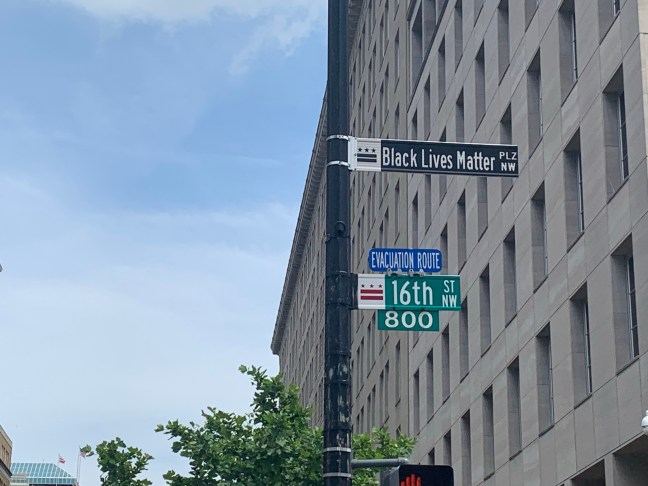 Black Lives Matter PLZ NW
EVACUATION ROUTE
16th ST NW
800